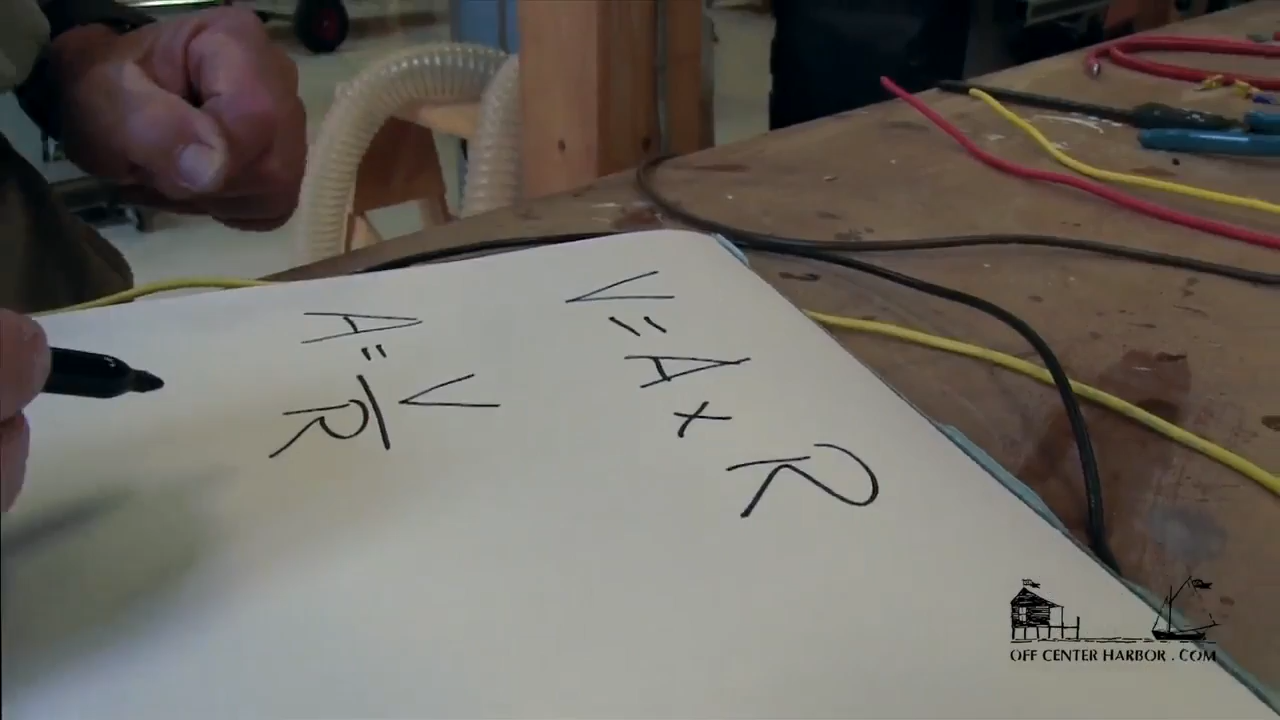 V = A x R
A = V/R
OFF CENTER HARBOR . COM